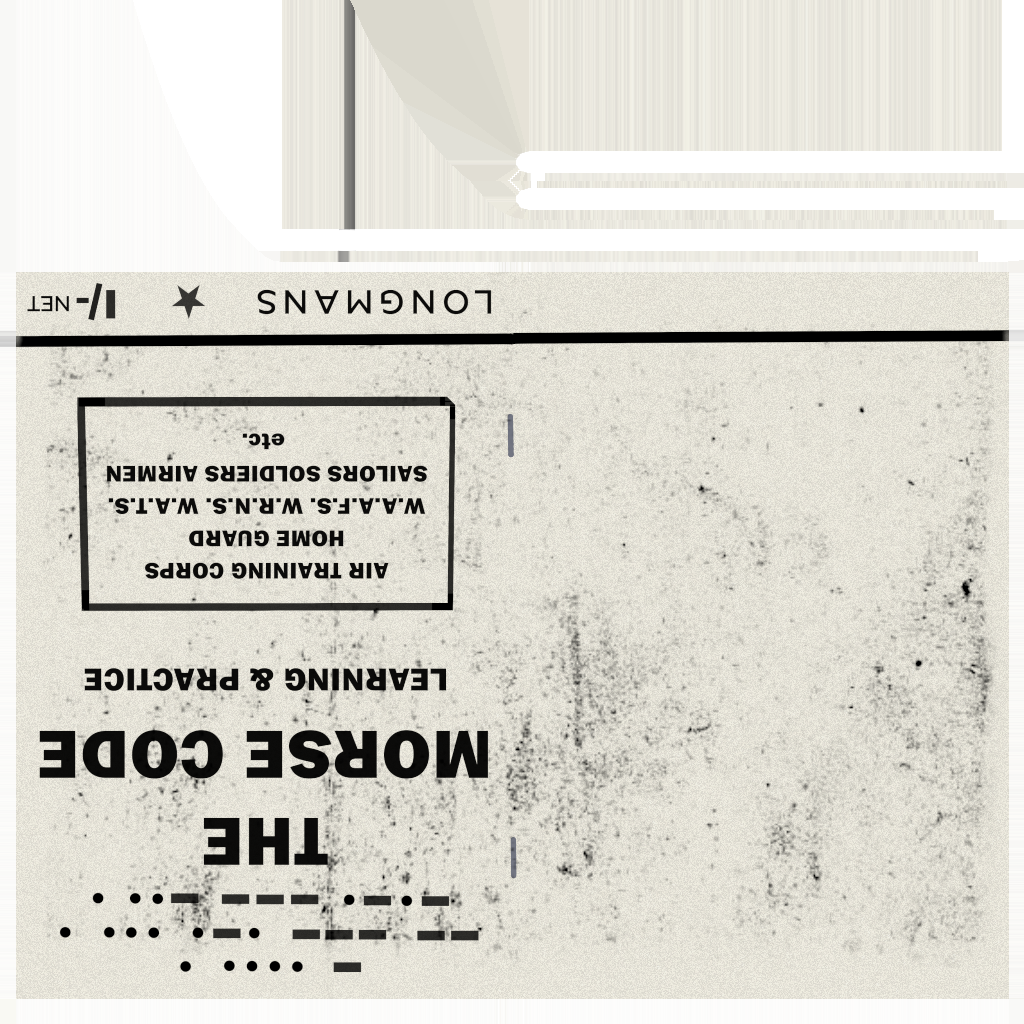 — •••• •
— — — — — • — • ••• •
— • — • — — — — •• •
THE
MORSE CODE
LEARNING & PRACTICE
AIR TRAINING CORPS
HOME GUARD
W.A.A.F.S. W.R.N.S. W.A.T.S.
SAILORS SOLDIERS AIRMEN
etc.
LONGMANS ★ 1/- NET